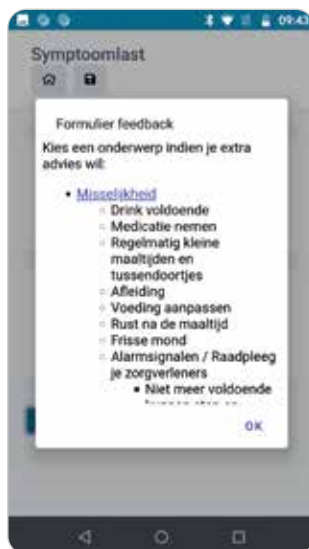 09:43
Symptoomlast
Formulier feedback
Kies een onderwerp indien je extra
advies wil:
Misselijkheid
Drink voldoende
Medicatie nemen
Regelmatig kleine
maaltijden en
tussendoortjes
Afleiding
Voeding aanpassen
Rust na de maaltijd
Frisse mond
Alarmsignalen / Raadpleeg
je zorgverleners
Niet meer voldoende
OK